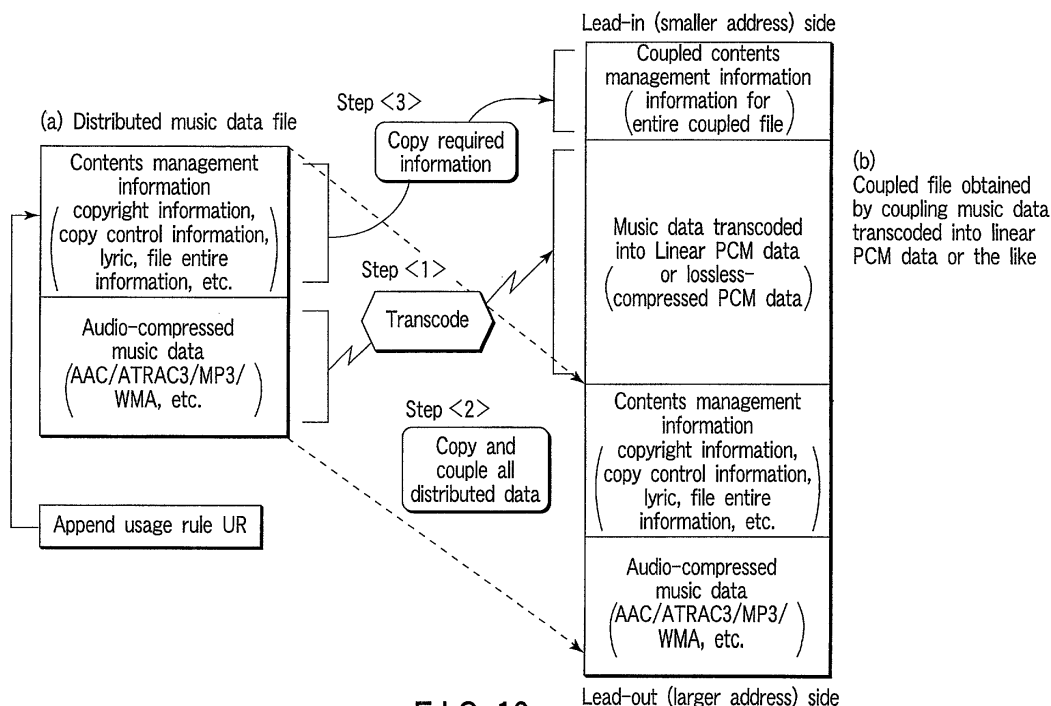 Lead-in (smaller address) side
Coupled contents
management information
( information for
entire coupled file )
Step <3>
Copy required
information
(a) Distributed music data file
Contents management
information
( copyright information,
copy control information,
lyric, file entire
information, etc. )
Step <1>
Transcode
Music data transcoded
into Linear PCM data
( or lossless-
compressed PCM data )
(b)
Coupled file obtained
by coupling music data
transcoded into linear
PCM data or the like
Audio-compressed
music data
( AAC/ATRAC3/MP3/
WMA, etc. )
Step <2>
Copy and
couple all
distributed data
Contents management
information
( copyright information,
copy control information,
lyric, file entire
information, etc. )
Append usage rule UR
Audio-compressed
music data
( AAC/ATRAC3/MP3/
WMA, etc. )
Lead-out (larger address) side